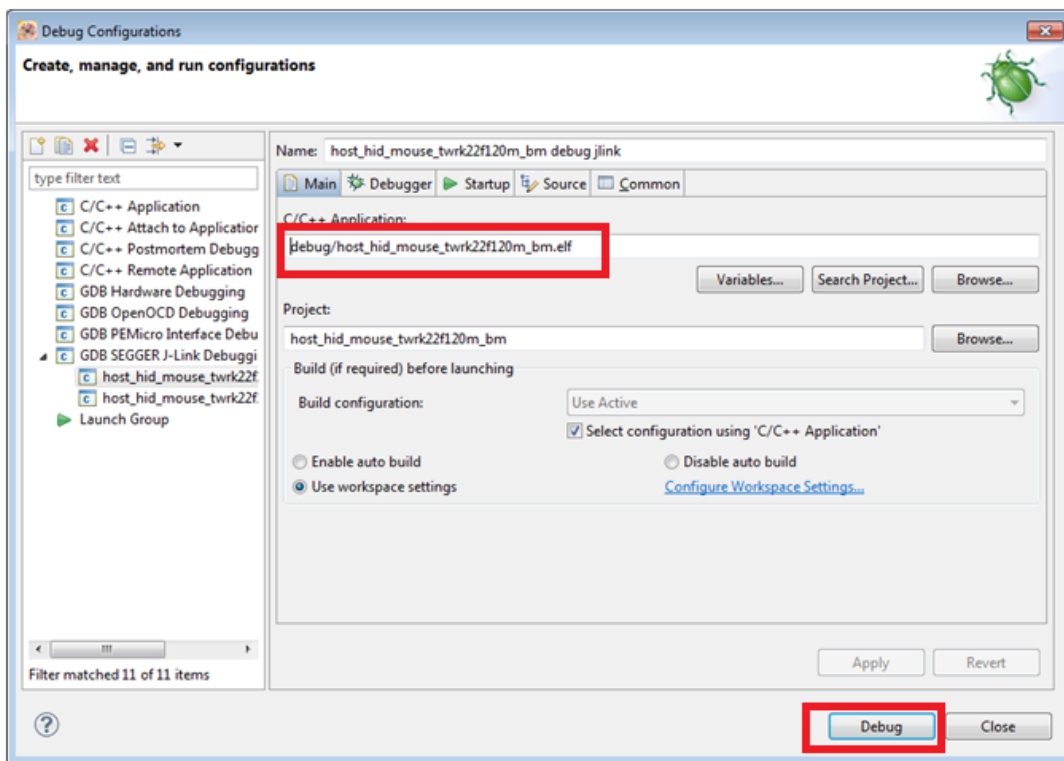 Debug Configurations
Create, manage, and run configurations
type filter text
C/C++ Application
C/C++ Attach to Application
C/C++ Postmortem Debugg
C/C++ Remote Application
GDB Hardware Debugging
GDB OpenOCD Debugging
GDB PEMicro Interface Debu
GDB SEGGER J-Link Debuggi
host_hid_mouse_twrk22f
host_hid_mouse_twrk22f
Launch Group
Filter matched 11 of 11 items
Name: host_hid_mouse_twrk22f120m_bm debug jlink
Main Debugger Startup Source Common
C/C++ Application:
debug/host_hid_mouse_twrk22f120m_bm.elf
Variables... Search Project... Browse...
Project:
host_hid_mouse_twrk22f120m_bm Browse...
Build (if required) before launching
Build configuration: Use Active
Select configuration using 'C/C++ Application'
Enable auto build Disable auto build
Use workspace settings Configure Workspace Settings...
Apply Revert
? Debug Close